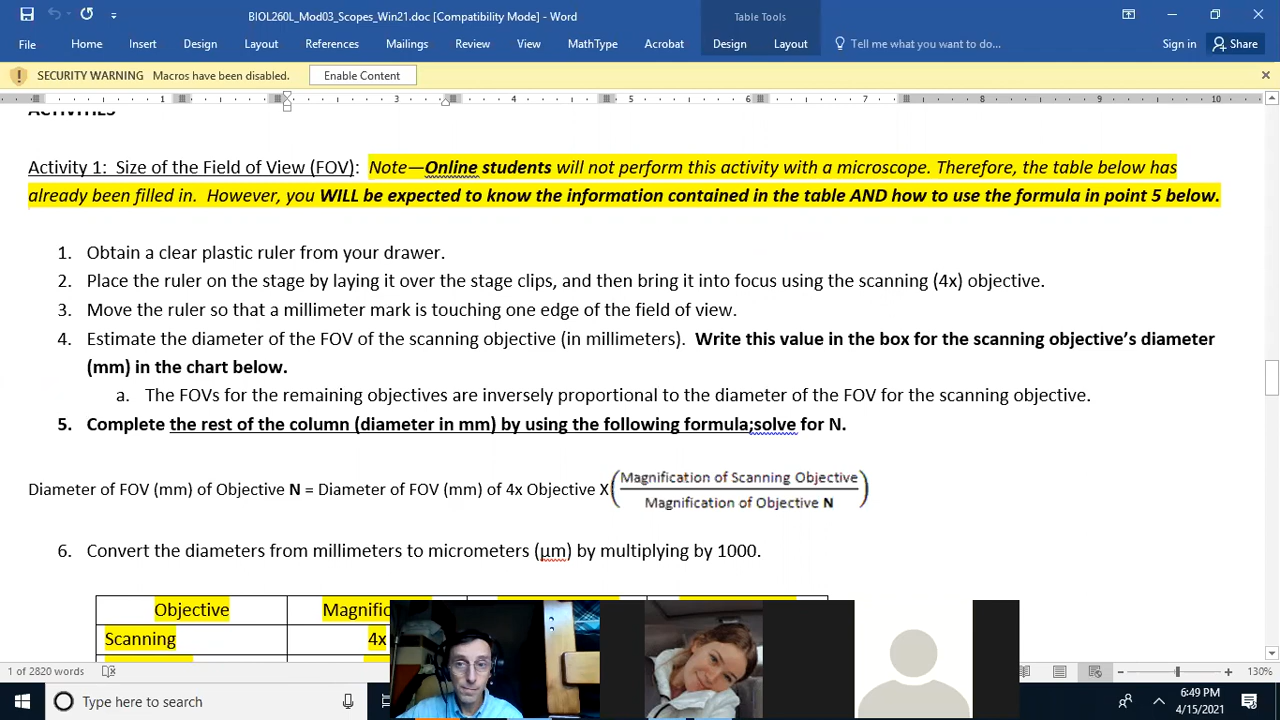 BIOL260L_Mod03_Scopes_Win21.doc [Compatibility Mode] - Word
Table Tools
File Home Insert Design Layout References Mailings Review View MathType Acrobat Design Layout Tell me what you want to do... Sign in Share
SECURITY WARNING Macros have been disabled. Enable Content
1 3 4 5 6 7 8 9 10
ACTIVITIES
Activity 1: Size of the Field of View (FOV): Note—Online students will not perform this activity with a microscope. Therefore, the table below has
already been filled in. However, you WILL be expected to know the information contained in the table AND how to use the formula in point 5 below.
1. Obtain a clear plastic ruler from your drawer.
2. Place the ruler on the stage by laying it over the stage clips, and then bring it into focus using the scanning (4x) objective.
3. Move the ruler so that a millimeter mark is touching one edge of the field of view.
4. Estimate the diameter of the FOV of the scanning objective (in millimeters). Write this value in the box for the scanning objective's diameter
(mm) in the chart below.
a. The FOVs for the remaining objectives are inversely proportional to the diameter of the FOV for the scanning objective.
5. Complete the rest of the column (diameter in mm) by using the following formula;solve for N.
Diameter of FOV (mm) of Objective N = Diameter of FOV (mm) of 4x Objective X(Magnification of Scanning Objective
Magnification of Objective N)
6. Convert the diameters from millimeters to micrometers (µm) by multiplying by 1000.
Objective Magnific
Scanning 4x
1 of 2820 words 130%
Type here to search
6:49 PM
4/15/2021